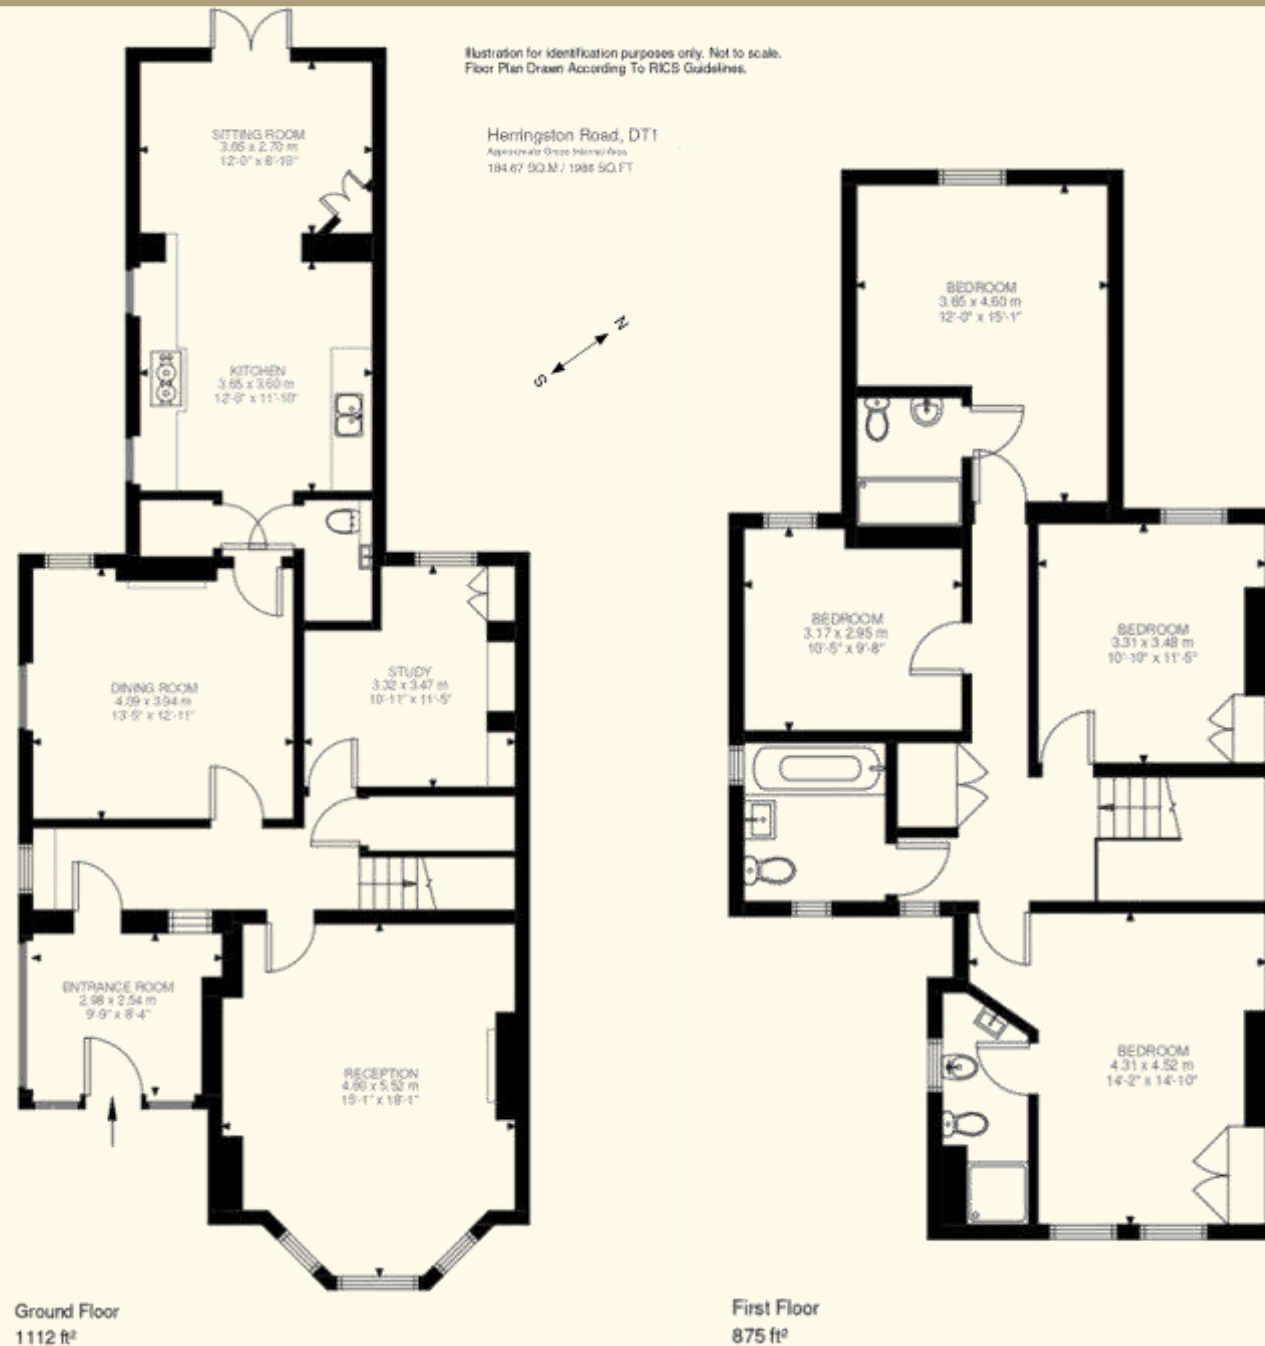 Illustration for identification purposes only. Not to scale.
Floor Plan Drawn According To RICS Guidelines.
Herringston Road, DT1
Approximate Gross Internal Area
184.67 SQ.M / 1988 SQ.FT
N
S
SITTING ROOM
3.65 x 2.70 m
12'-0" x 8'-10"
KITCHEN
3.65 x 3.60 m
12'-0" x 11'-10"
DINING ROOM
4.09 x 3.94 m
13'-5" x 12'-11"
STUDY
3.32 x 3.47 m
10'-11" x 11'-5"
ENTRANCE ROOM
2.98 x 2.54 m
9'-9" x 8'-4"
RECEPTION
4.60 x 5.52 m
15'-1" x 18'-1"
Ground Floor
1112 ft²
BEDROOM
3.65 x 4.60 m
12'-0" x 15'-1"
BEDROOM
3.17 x 2.95 m
10'-5" x 9'-8"
BEDROOM
3.31 x 3.48 m
10'-10" x 11'-5"
BEDROOM
4.31 x 4.52 m
14'-2" x 14'-10"
First Floor
875 ft²